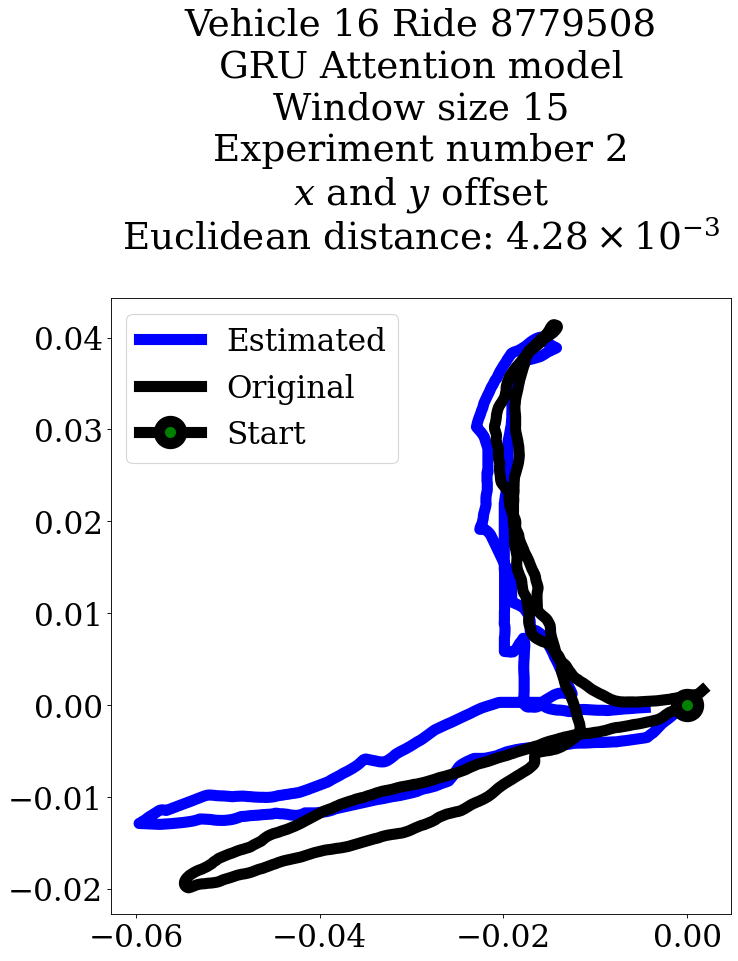 Vehicle 16 Ride 8779508
GRU Attention model
Window size 15
Experiment number 2
x and y offset
Euclidean distance: 4.28 × 10⁻³
Estimated
Original
Start
0.04
0.03
0.02
0.01
0.00
−0.01
−0.02
−0.06
−0.04
−0.02
0.00